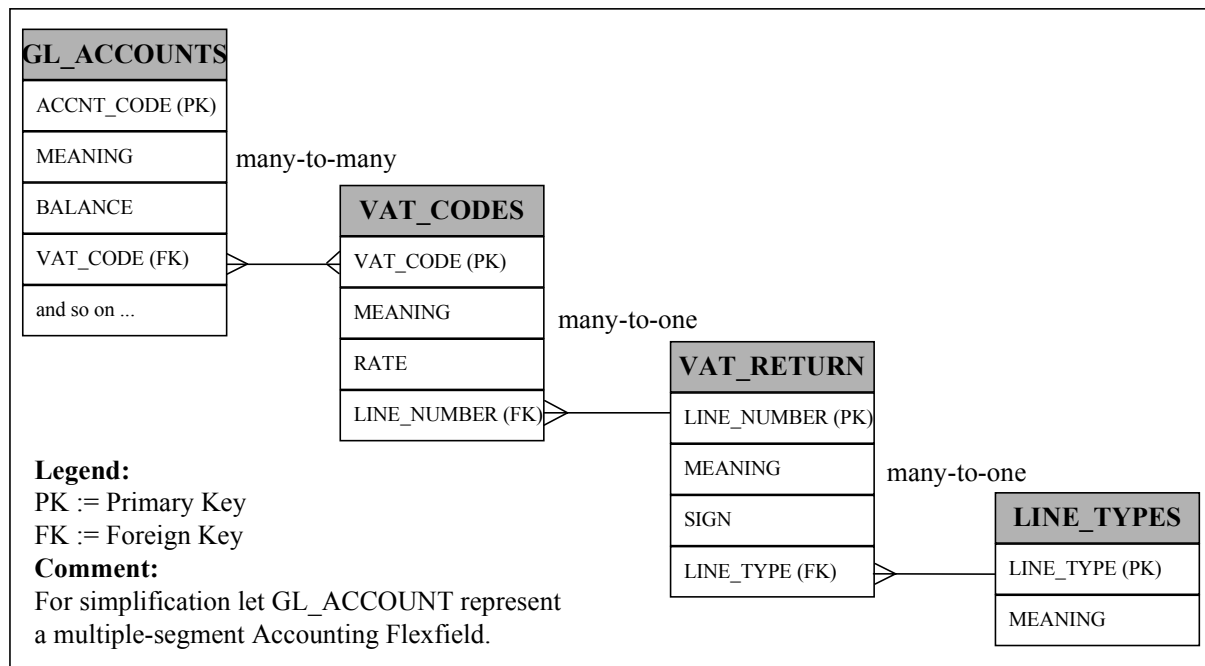 GL_ACCOUNTS
ACCNT_CODE (PK)
MEANING
BALANCE
VAT_CODE (FK)
and so on ...
many-to-many
VAT_CODES
VAT_CODE (PK)
MEANING
RATE
LINE_NUMBER (FK)
many-to-one
VAT_RETURN
LINE_NUMBER (PK)
MEANING
SIGN
LINE_TYPE (FK)
many-to-one
LINE_TYPES
LINE_TYPE (PK)
MEANING
Legend:
PK := Primary Key
FK := Foreign Key
Comment:
For simplification let GL_ACCOUNT represent
a multiple-segment Accounting Flexfield.